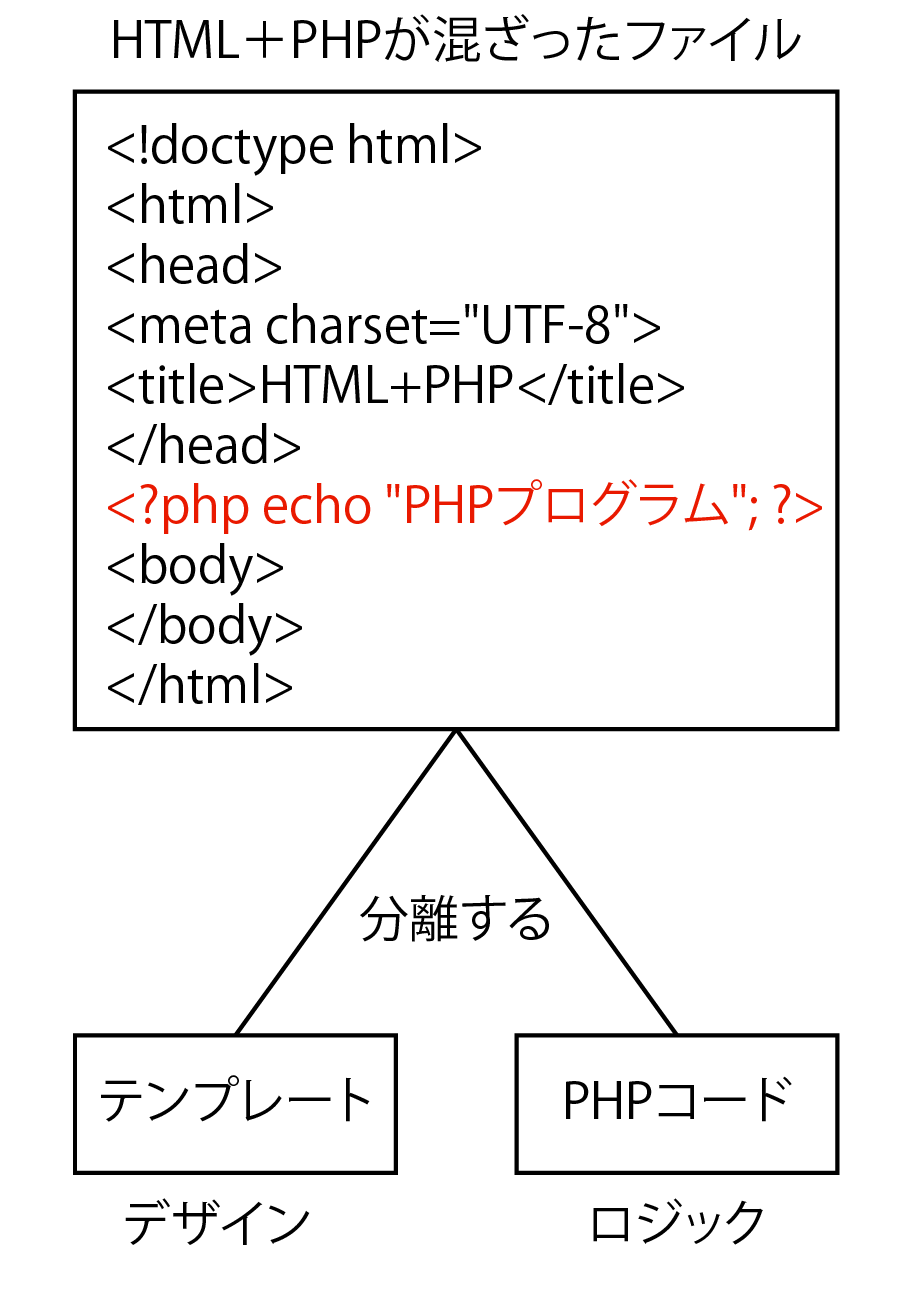 HTML＋PHPが混ざったファイル
<!doctype html>
<html>
<head>
<meta charset="UTF-8">
<title>HTML+PHP</title>
</head>
<?php echo "PHPプログラム"; ?>
<body>
</body>
</html>
分離する
テンプレート
PHPコード
デザイン
ロジック